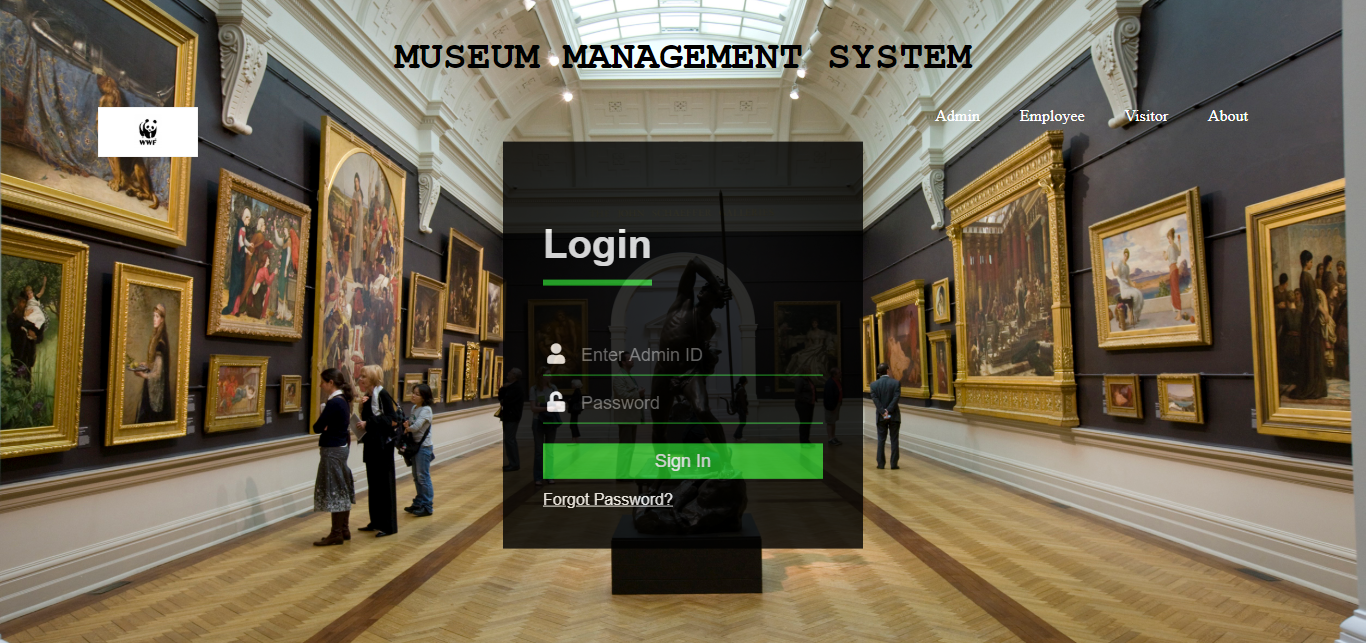 MUSEUM MANAGEMENT SYSTEM
WWF
Admin
Employee
Visitor
About
Login
Enter Admin ID
Password
Sign In
Forgot Password?